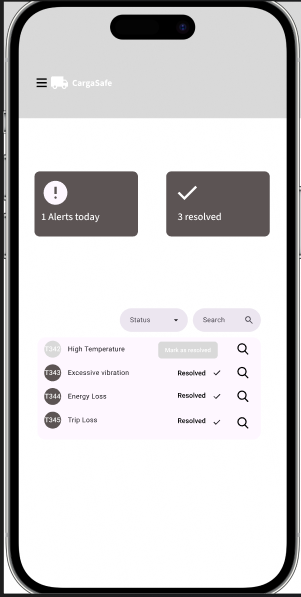 CargaSafe
1 Alerts today
3 resolved
Status
Search
High Temperature
Mark as resolved
T343
Excessive vibration
Resolved
T344
Energy Loss
Resolved
T345
Trip Loss
Resolved